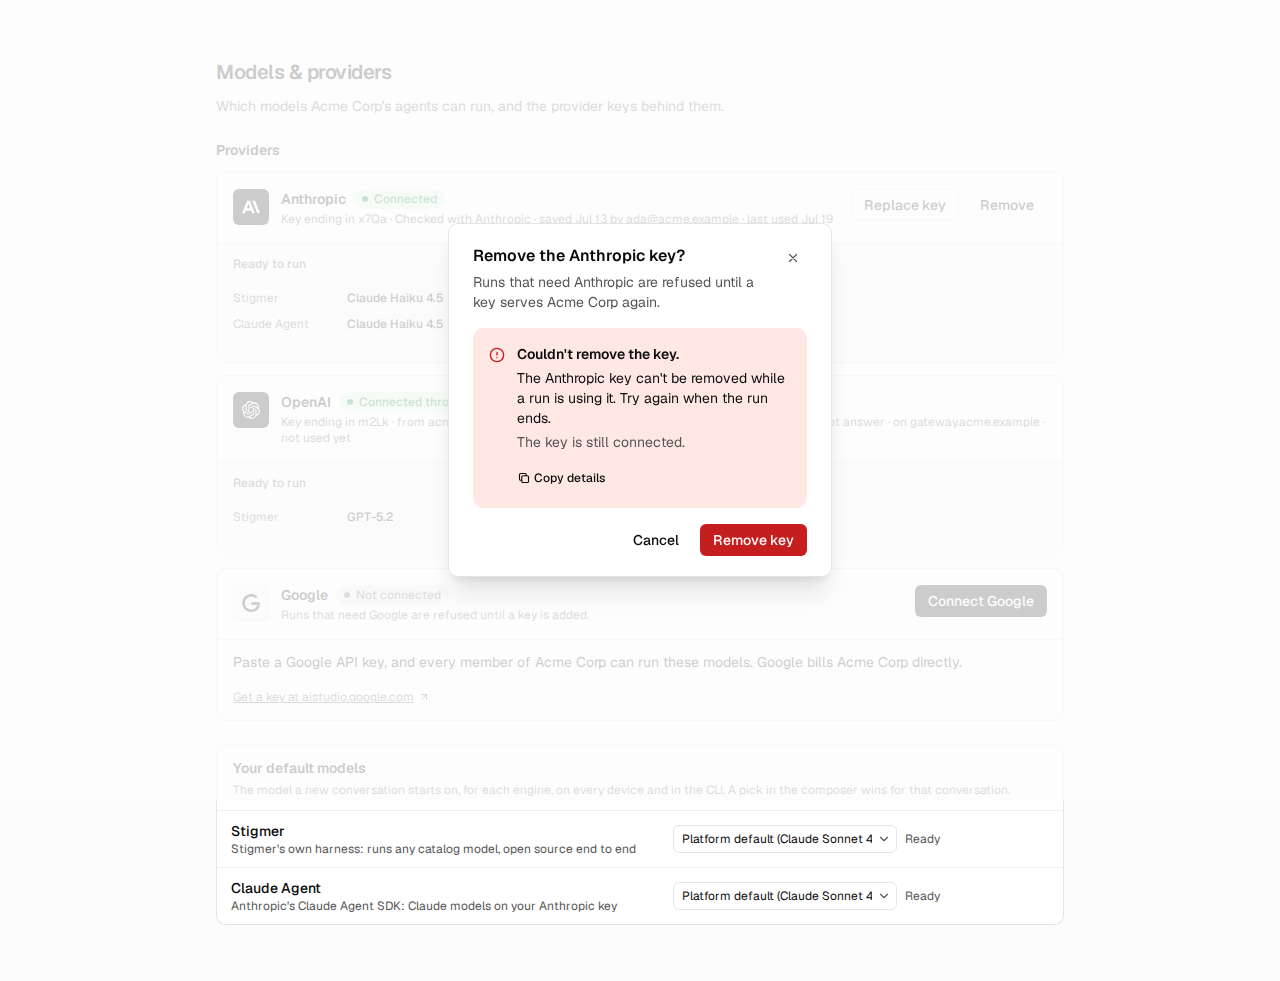 Models & providers
Which models Acme Corp's agents can run, and the provider keys behind them.
Providers
Anthropic
Connected
Key ending in x7Qa · Checked with Anthropic · saved Jul 13 by ada@acme.example · last used Jul 19
Replace key
Remove
Ready to run
Stigmer
Claude Haiku 4.5
Claude Agent
Claude Haiku 4.5
OpenAI
Connected thro
Key ending in m2Lk · from acm
ot answer · on gateway.acme.example ·
not used yet
Ready to run
Stigmer
GPT-5.2
Remove the Anthropic key?
Runs that need Anthropic are refused until a
key serves Acme Corp again.
Couldn't remove the key.
The Anthropic key can't be removed while
a run is using it. Try again when the run
ends.
The key is still connected.
Copy details
Cancel
Remove key
Google
Not connected
Runs that need Google are refused until a key is added.
Connect Google
Paste a Google API key, and every member of Acme Corp can run these models. Google bills Acme Corp directly.
Get a key at aistudio.google.com
Your default models
The model a new conversation starts on, for each engine, on every device and in the CLI. A pick in the composer wins for that conversation.
Stigmer
Stigmer's own harness: runs any catalog model, open source end to end
Platform default (Claude Sonnet 4
Ready
Claude Agent
Anthropic's Claude Agent SDK: Claude models on your Anthropic key
Platform default (Claude Sonnet 4
Ready